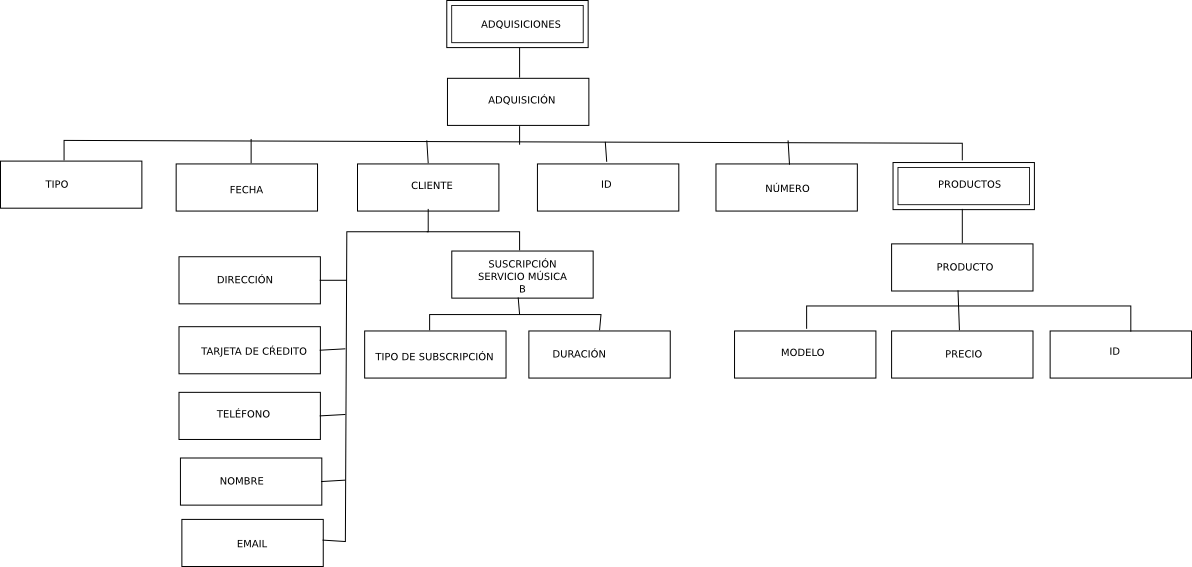 ADQUISICIONES
ADQUISICIÓN
TIPO
FECHA
CLIENTE
ID
NÚMERO
PRODUCTOS
DIRECCIÓN
SUSCRIPCIÓN
SERVICIO MÚSICA
B
PRODUCTO
TARJETA DE CŔEDITO
TIPO DE SUBSCRIPCIÓN
DURACIÓN
MODELO
PRECIO
ID
TELÉFONO
NOMBRE
EMAIL